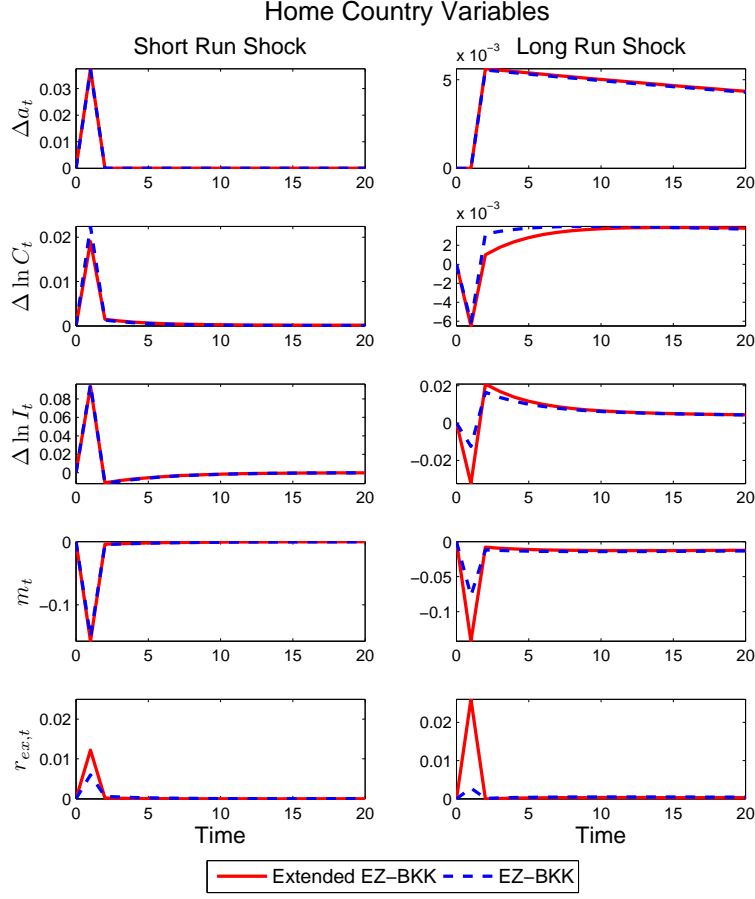 Home Country Variables
Short Run Shock
Long Run Shock
Δa_t
0.03
0.02
0.01
0
0 5 10 15 20
x 10^-3
5
0
0 5 10 15 20
Δ ln C_t
0.02
0.01
0
0 5 10 15 20
x 10^-3
2
0
−2
−4
−6
0 5 10 15 20
Δ ln I_t
0.08
0.06
0.04
0.02
0
0 5 10 15 20
0.02
0
−0.02
0 5 10 15 20
m_t
0
−0.1
0 5 10 15 20
0
−0.05
−0.1
0 5 10 15 20
r_{ex,t}
0.02
0.01
0
0 5 10 15 20
Time
0.02
0.01
0
0 5 10 15 20
Time
Extended EZ−BKK EZ−BKK